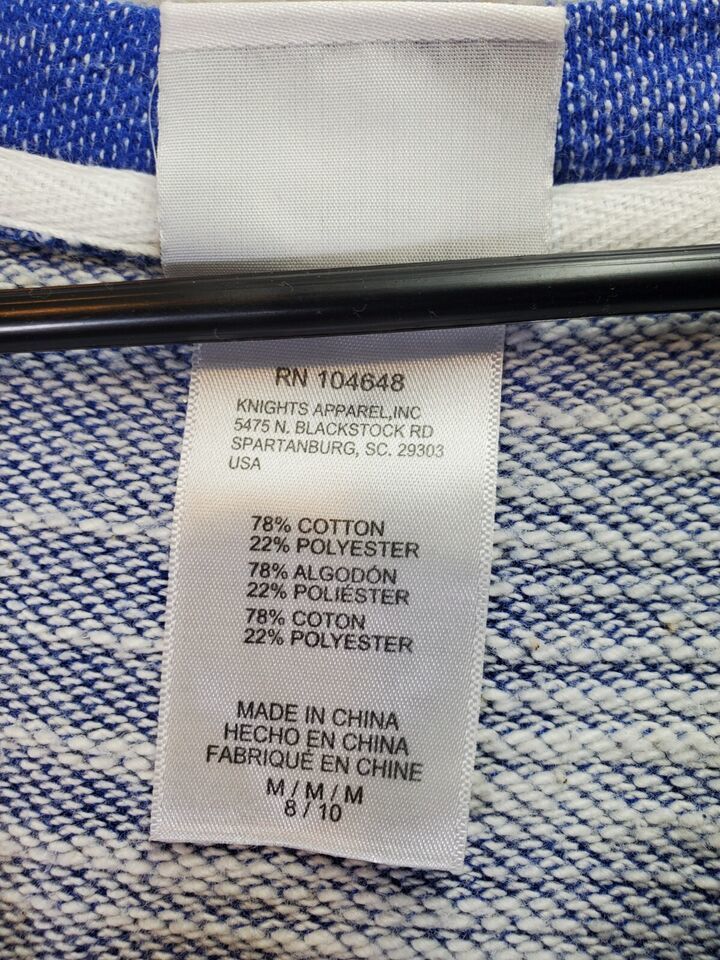 RN 104648
KNIGHTS APPAREL,INC
5475 N. BLACKSTOCK RD
SPARTANBURG, SC. 29303
USA
78% COTTON
22% POLYESTER
78% ALGODÓN
22% POLIÉSTER
78% COTON
22% POLYESTER
MADE IN CHINA
HECHO EN CHINA
FABRIQUÉ EN CHINE
M / M / M
8 / 10